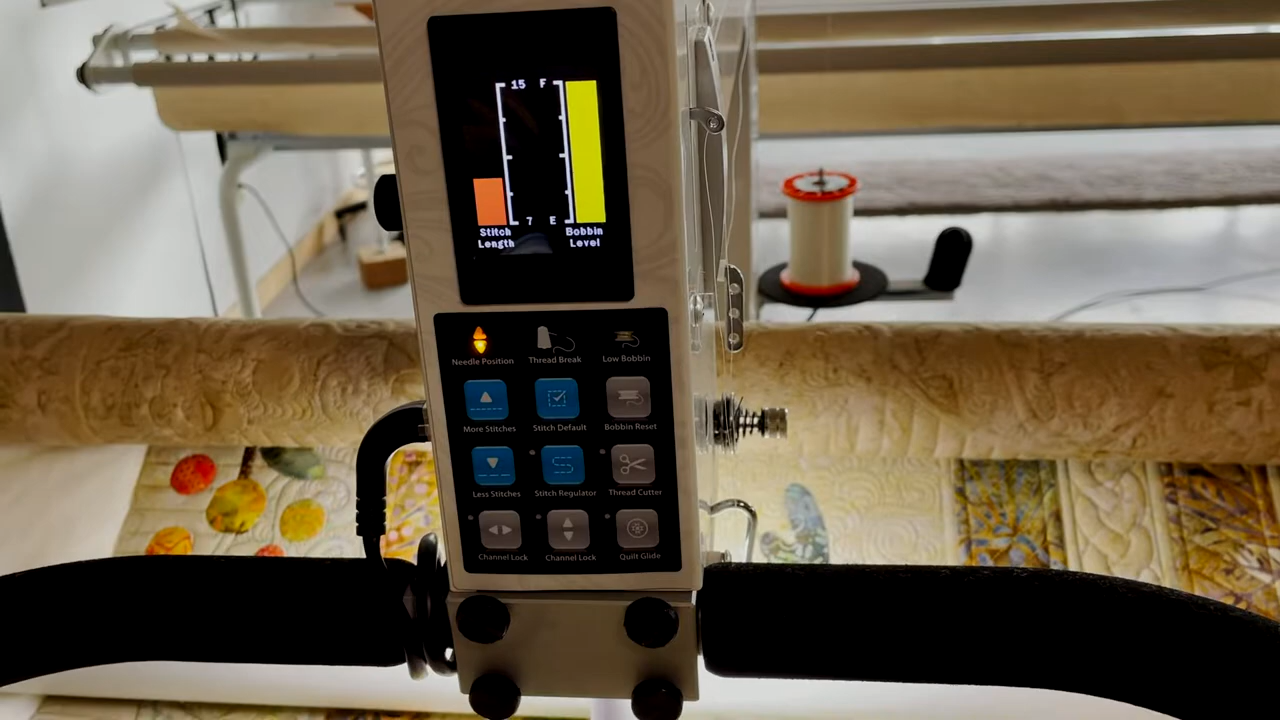 15 F
7 E
Stitch Length
Bobbin Level
Needle Position
Thread Break
Low Bobbin
More Stitches
Stitch Default
Bobbin Reset
Less Stitches
Stitch Regulator
Thread Cutter
Channel Lock
Channel Lock
Quilt Glide